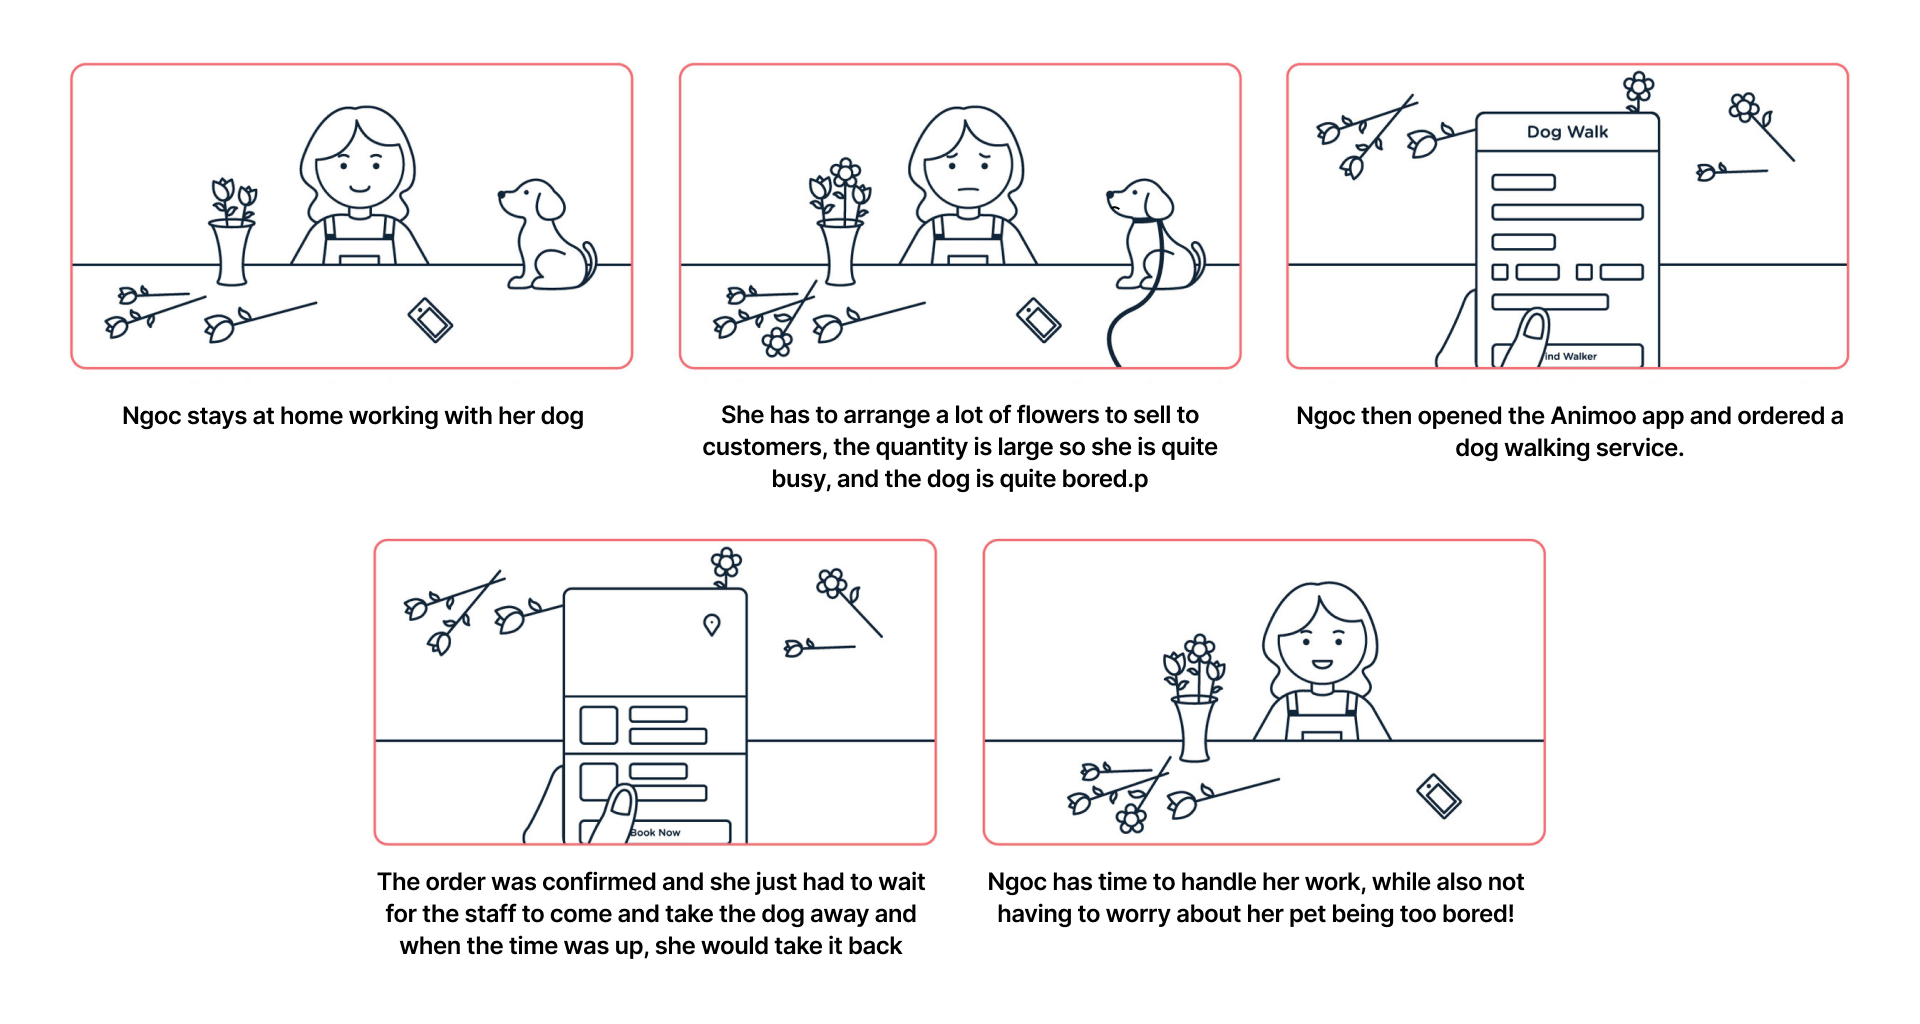 Dog Walk
ind Walker
Ngoc stays at home working with her dog
She has to arrange a lot of flowers to sell to
customers, the quantity is large so she is quite
busy, and the dog is quite bored.p
Ngoc then opened the Animoo app and ordered a
dog walking service.
Book Now
The order was confirmed and she just had to wait
for the staff to come and take the dog away and
when the time was up, she would take it back
Ngoc has time to handle her work, while also not
having to worry about her pet being too bored!